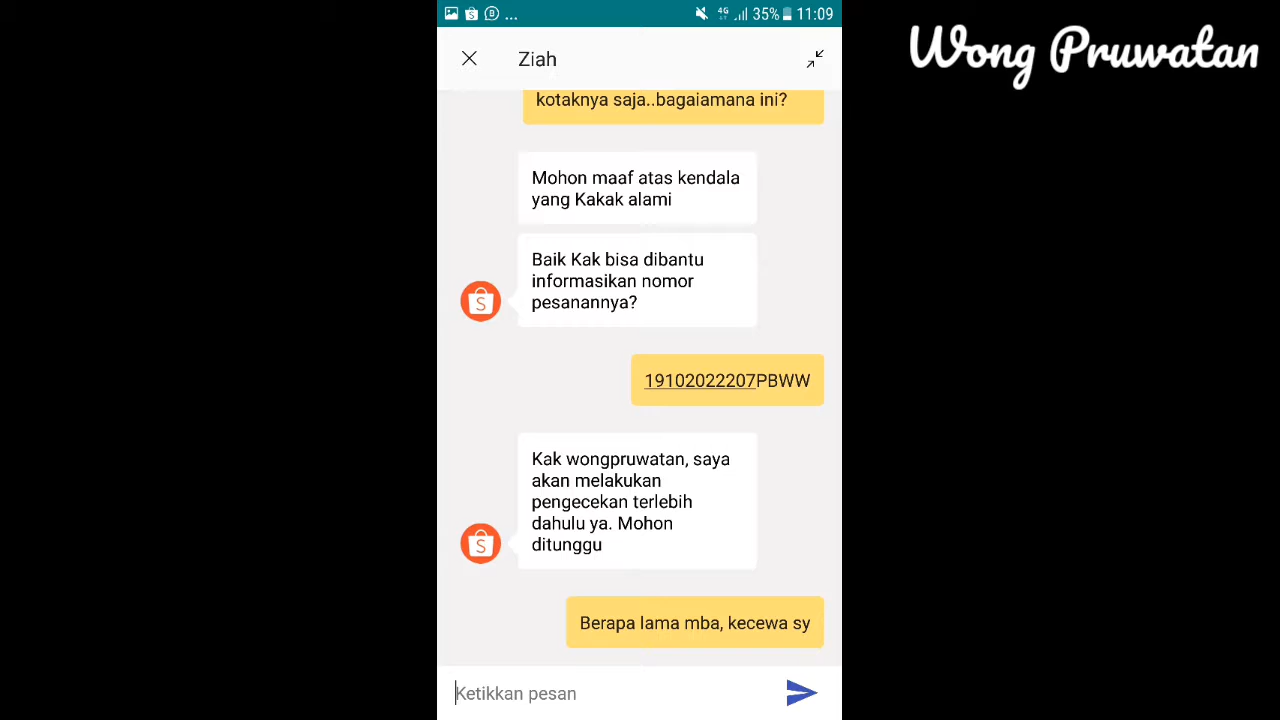 ... 4G 35% 11:09
Wong Pruwatan
Ziah
kotaknya saja..bagaiamana ini?
Mohon maaf atas kendala
yang Kakak alami
Baik Kak bisa dibantu
informasikan nomor
pesanannya?
S
19102022207PBWW
Kak wongpruwatan, saya
akan melakukan
pengecekan terlebih
dahulu ya. Mohon
ditunggu
S
Berapa lama mba, kecewa sy
Ketikkan pesan